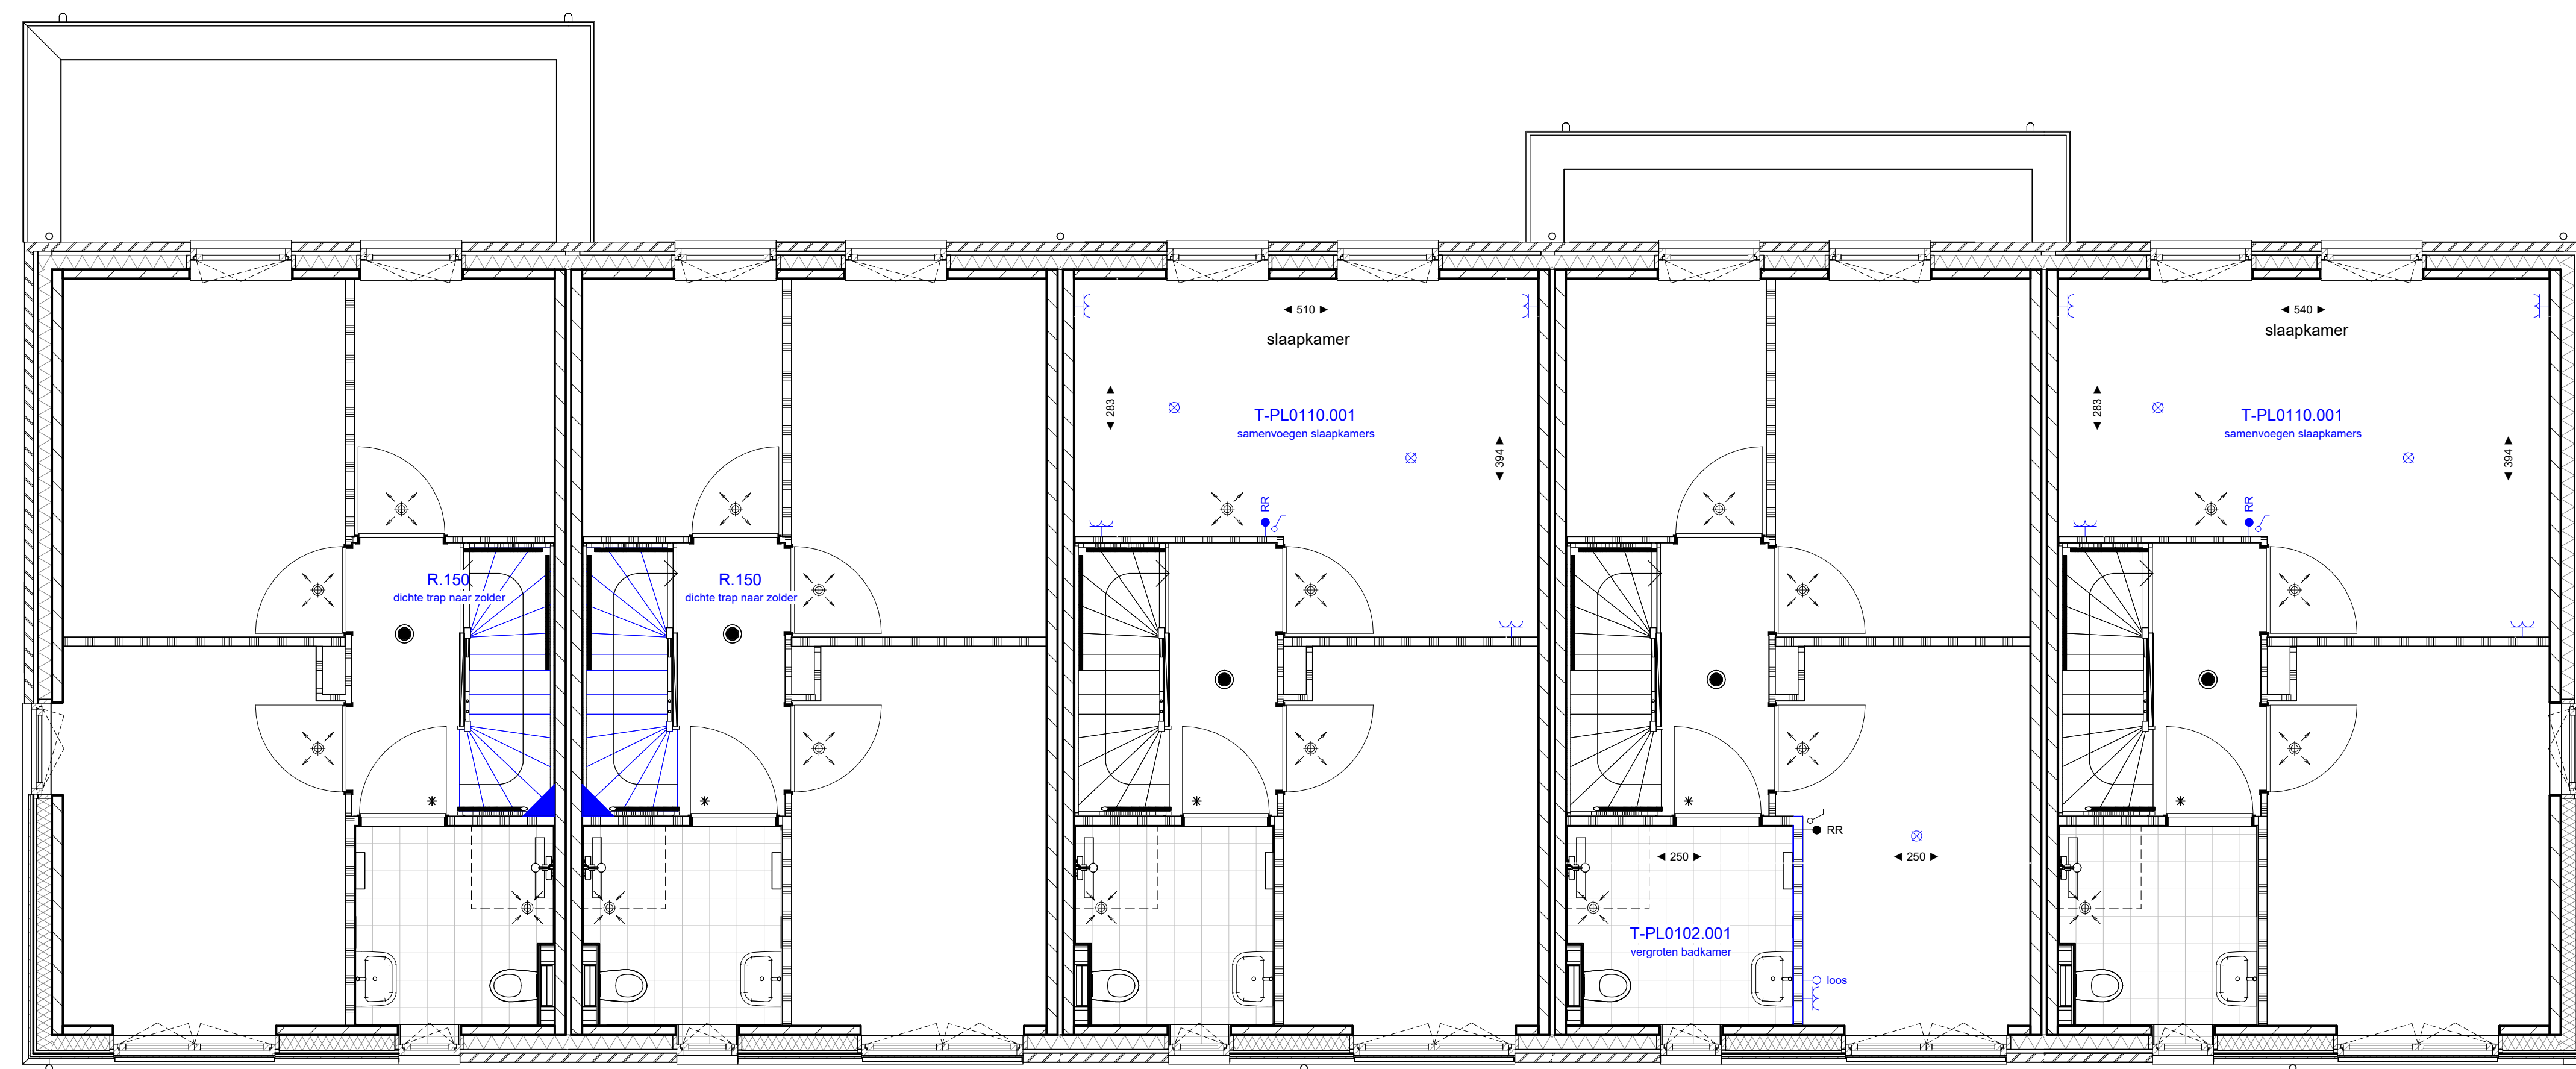 ◄ 510 ►
slaapkamer
◄ 283 ►
T-PL0110.001
samenvoegen slaapkamers
◄ 394 ►
RR
◄ 540 ►
slaapkamer
◄ 283 ►
T-PL0110.001
samenvoegen slaapkamers
◄ 394 ►
RR
R.150
dichte trap naar zolder
R.150
dichte trap naar zolder
RR
◄ 250 ►
◄ 250 ►
T-PL0102.001
vergroten badkamer
loos